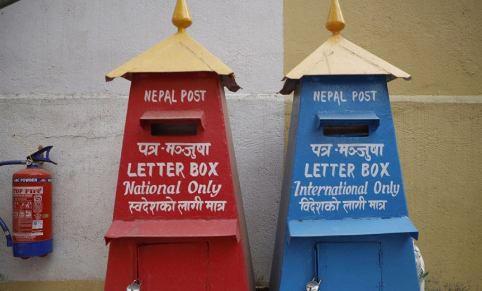 NEPAL POST
पत्र-मञ्जुषा
LETTER BOX
National Only
स्वदेशको लागी मात्र
NEPAL POST
पत्र-मञ्जुषा
LETTER BOX
International Only
विदेशको लागी मात्र